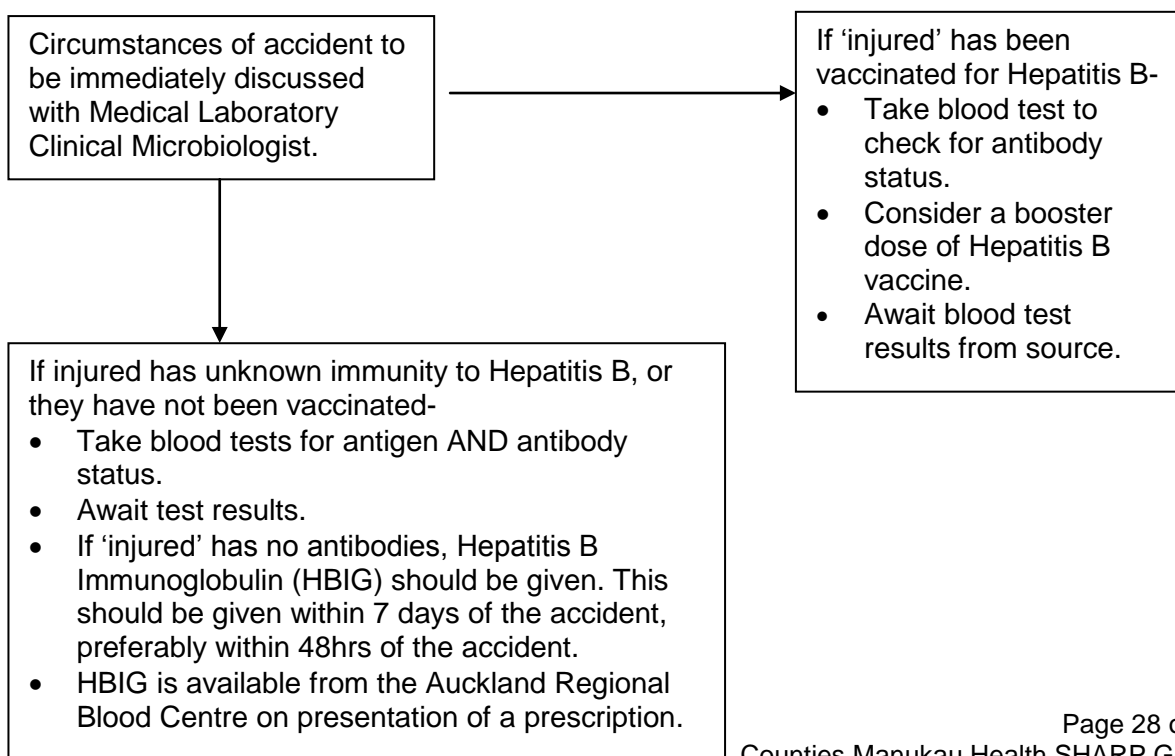 Circumstances of accident to
be immediately discussed
with Medical Laboratory
Clinical Microbiologist.
If ‘injured’ has been
vaccinated for Hepatitis B-
• Take blood test to
check for antibody
status.
• Consider a booster
dose of Hepatitis B
vaccine.
• Await blood test
results from source.
If injured has unknown immunity to Hepatitis B, or
they have not been vaccinated-
• Take blood tests for antigen AND antibody
status.
• Await test results.
• If ‘injured’ has no antibodies, Hepatitis B
Immunoglobulin (HBIG) should be given. This
should be given within 7 days of the accident,
preferably within 48hrs of the accident.
• HBIG is available from the Auckland Regional
Blood Centre on presentation of a prescription.
Page 28
Counties Manukau Health SHARP